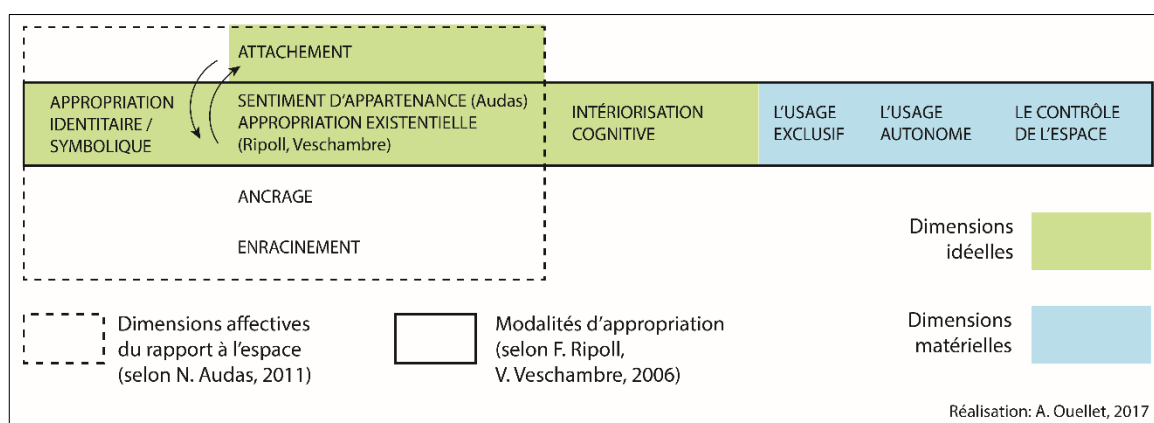 ATTACHEMENT
APPROPRIATION
IDENTITAIRE /
SYMBOLIQUE
SENTIMENT D'APPARTENANCE (Audas)
APPROPRIATION EXISTENTIELLE
(Ripoll, Veschambre)
INTÉRIORISATION
COGNITIVE
L'USAGE
EXCLUSIF
L'USAGE
AUTONOME
LE CONTRÔLE
DE L'ESPACE
ANCRAGE
ENRACINEMENT
Dimensions
idéelles
Dimensions
matérielles
Dimensions affectives
du rapport à l'espace
(selon N. Audas, 2011)
Modalités d'appropriation
(selon F. Ripoll,
V. Veschambre, 2006)
Réalisation: A. Ouellet, 2017